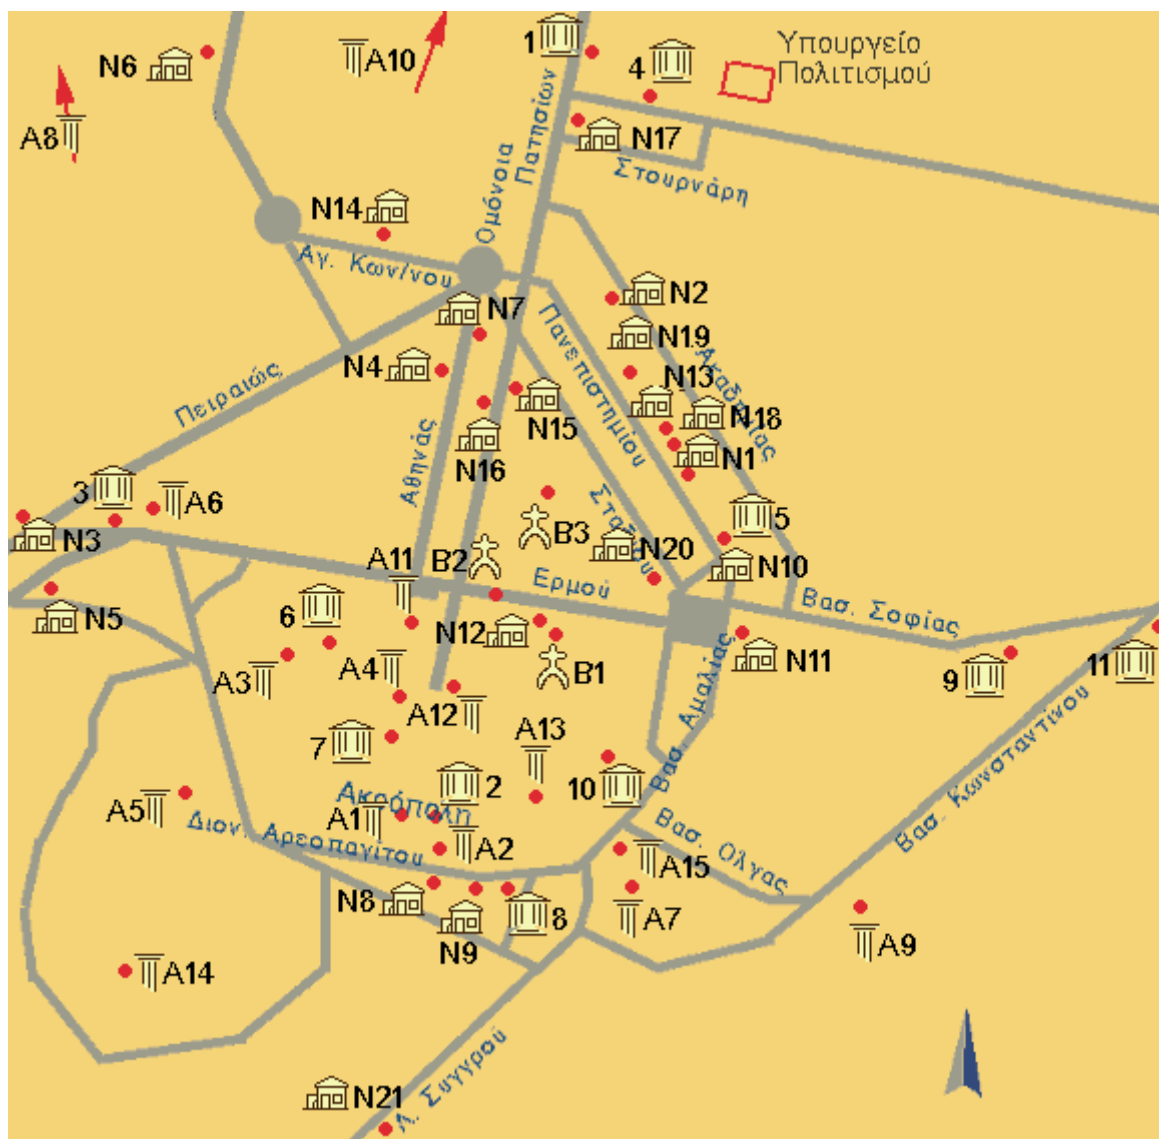 1
Υπουργείο
Πολιτισμού
N6
A10
4
A8
Πατησίων
N17
Στουρνάρη
Ομόνοια
N14
Αγ. Κων/νου
N2
N7
N19
Πανεπιστημίου
Ακαδημίας
N4
N13
Πειραιώς
N18
N15
N16
N1
Αθηνάς
3
A6
5
N3
B3
Σταδίου
N20
N10
A11
B2
Ερμού
Βασ. Σοφίας
6
N5
N12
N11
A3
A4
B1
9
11
A12
Βασ. Αμαλίας
7
A13
Βασ. Κωνσταντίνου
2
10
Ακρόπολη
A5
A1
Διον. Αρεοπαγίτου
A2
Βασ. Ολγας
A15
N8
8
A7
N9
A9
A14
N21
Λ. Συγγρού